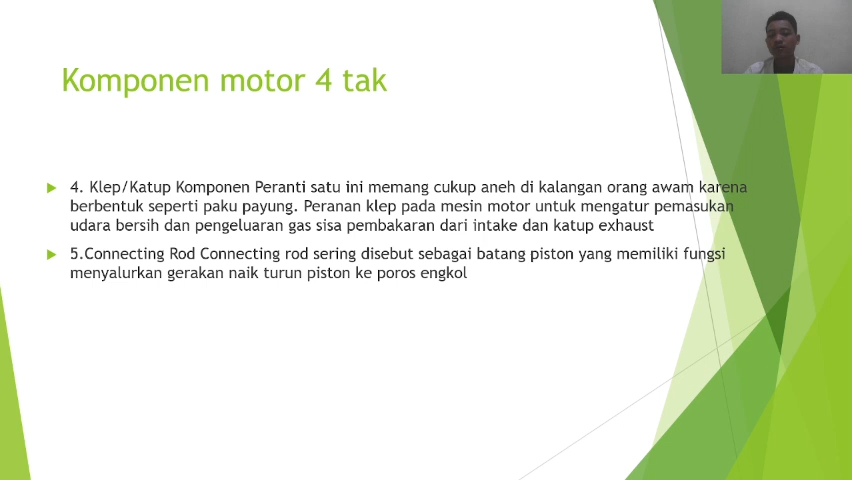 Komponen motor 4 tak
4. Klep/Katup Komponen Peranti satu ini memang cukup aneh di kalangan orang awam karena
berbentuk seperti paku payung. Peranan klep pada mesin motor untuk mengatur pemasukan
udara bersih dan pengeluaran gas sisa pembakaran dari intake dan katup exhaust
5.Connecting Rod Connecting rod sering disebut sebagai batang piston yang memiliki fungsi
menyalurkan gerakan naik turun piston ke poros engkol